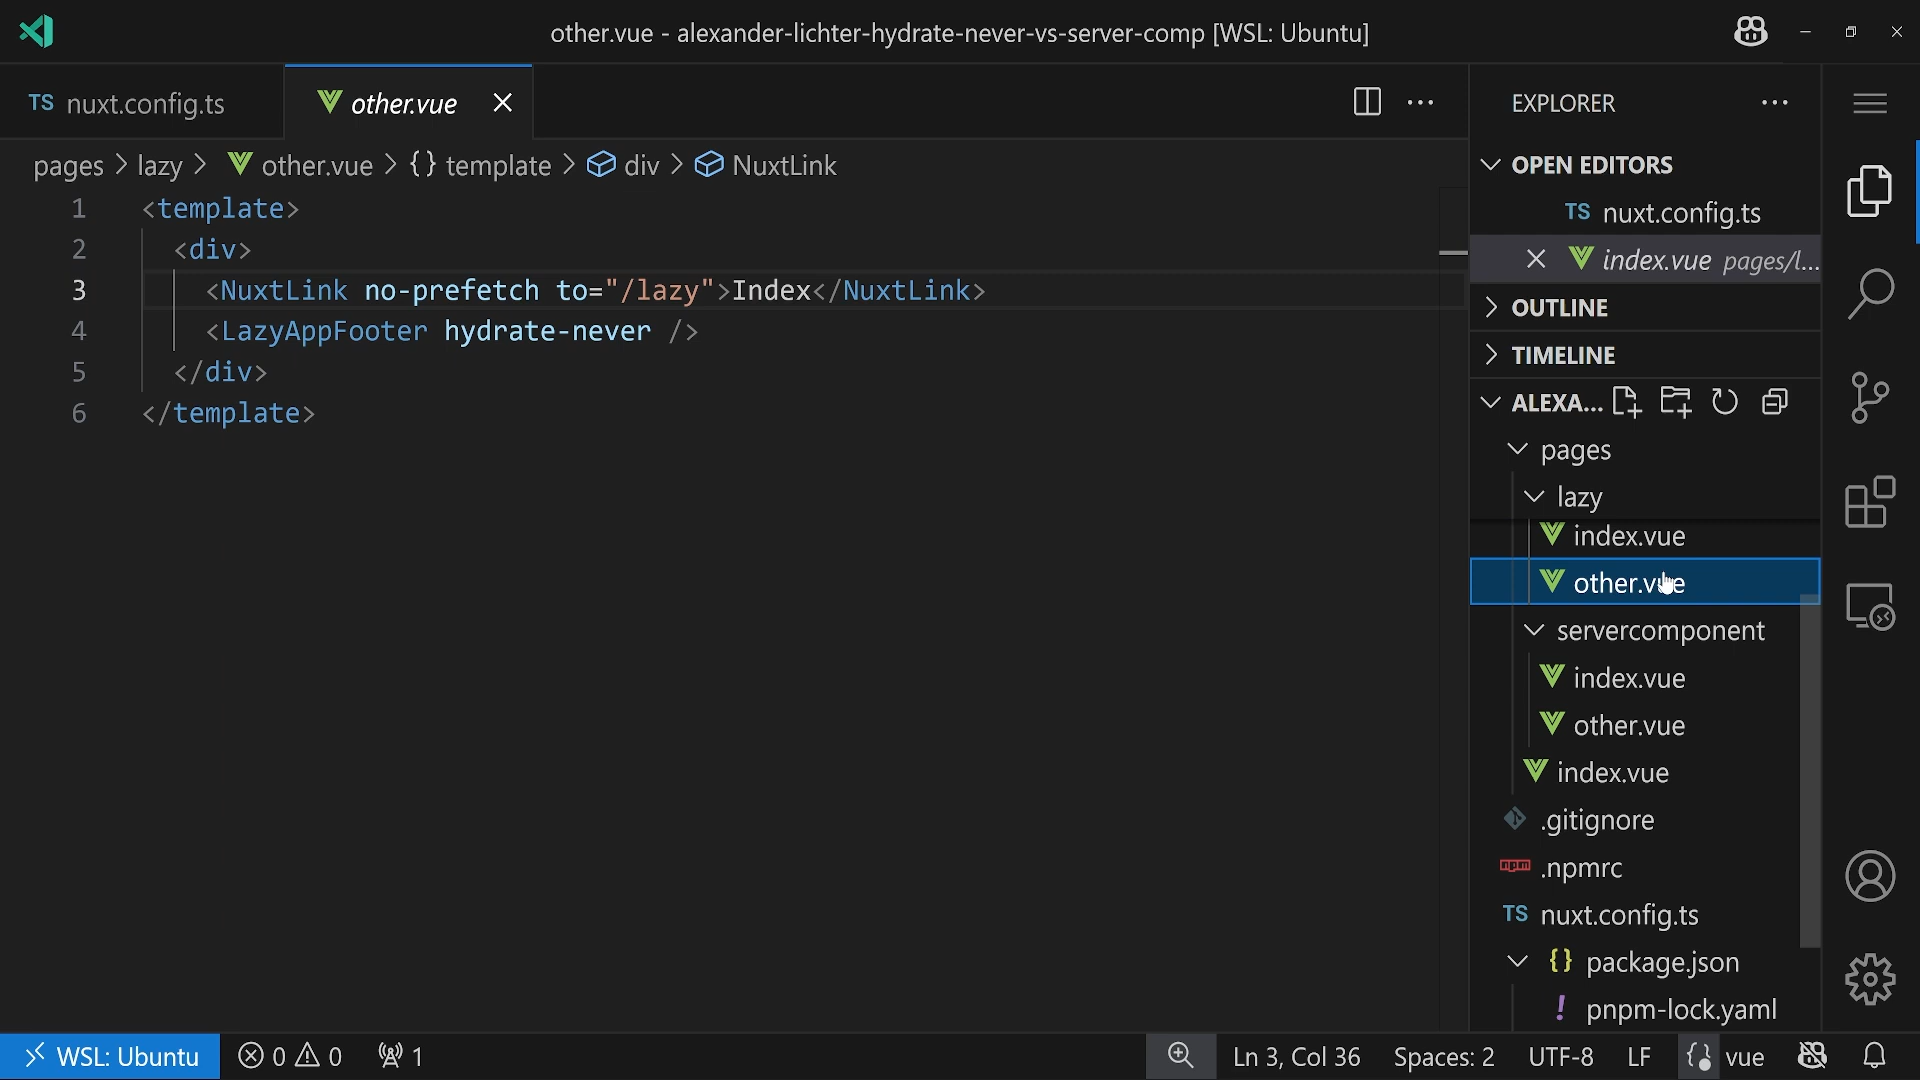 other.vue - alexander-lichter-hydrate-never-vs-server-comp [WSL: Ubuntu]
TS nuxt.config.ts
other.vue
pages > lazy > other.vue > {} template > div > NuxtLink
1 <template>
2 <div>
3 <NuxtLink no-prefetch to="/lazy">Index</NuxtLink>
4 <LazyAppFooter hydrate-never />
5 </div>
6 </template>
EXPLORER
OPEN EDITORS
TS nuxt.config.ts
index.vue pages/l...
OUTLINE
TIMELINE
ALEXA...
pages
lazy
index.vue
other.vue
servercomponent
index.vue
other.vue
index.vue
.gitignore
npm .npmrc
TS nuxt.config.ts
{} package.json
! pnpm-lock.yaml
WSL: Ubuntu
0 0
1
Ln 3, Col 36
Spaces: 2
UTF-8
LF
vue